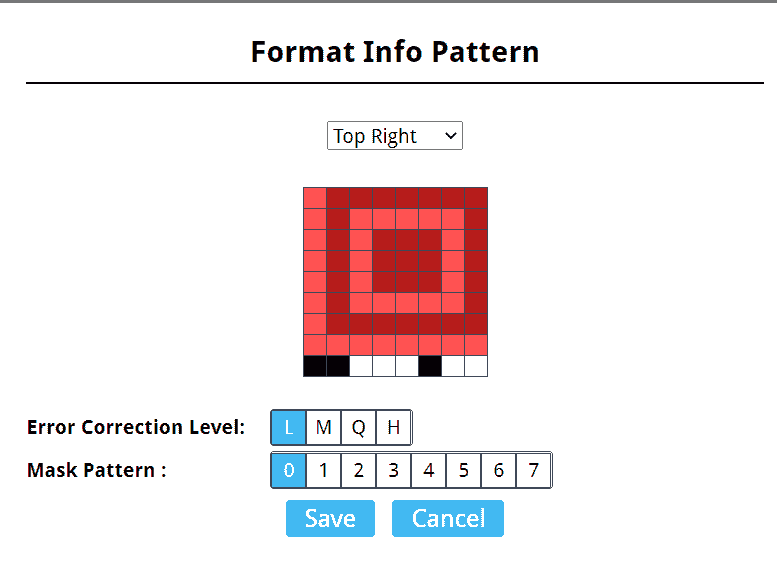 Format Info Pattern
Top Right
Error Correction Level: L M Q H
Mask Pattern : 0 1 2 3 4 5 6 7
Save Cancel